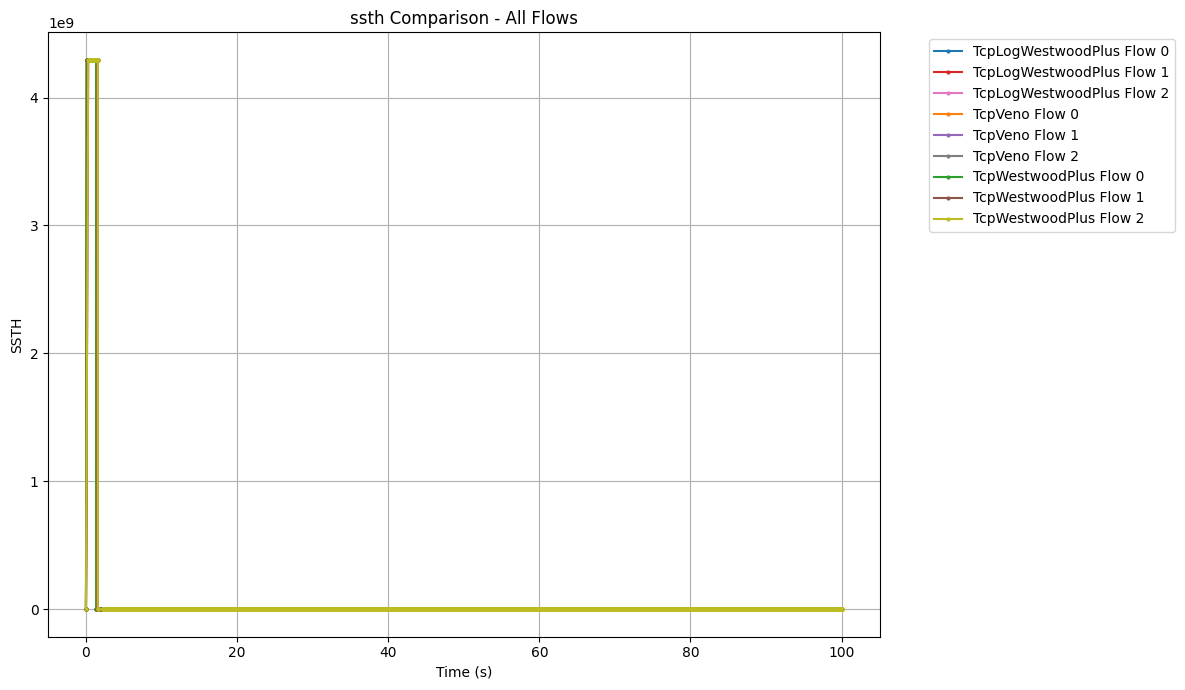 ssth Comparison - All Flows
1e9
4
3
2
1
0
SSTH
0 20 40 60 80 100
Time (s)
TcpLogWestwoodPlus Flow 0
TcpLogWestwoodPlus Flow 1
TcpLogWestwoodPlus Flow 2
TcpVeno Flow 0
TcpVeno Flow 1
TcpVeno Flow 2
TcpWestwoodPlus Flow 0
TcpWestwoodPlus Flow 1
TcpWestwoodPlus Flow 2